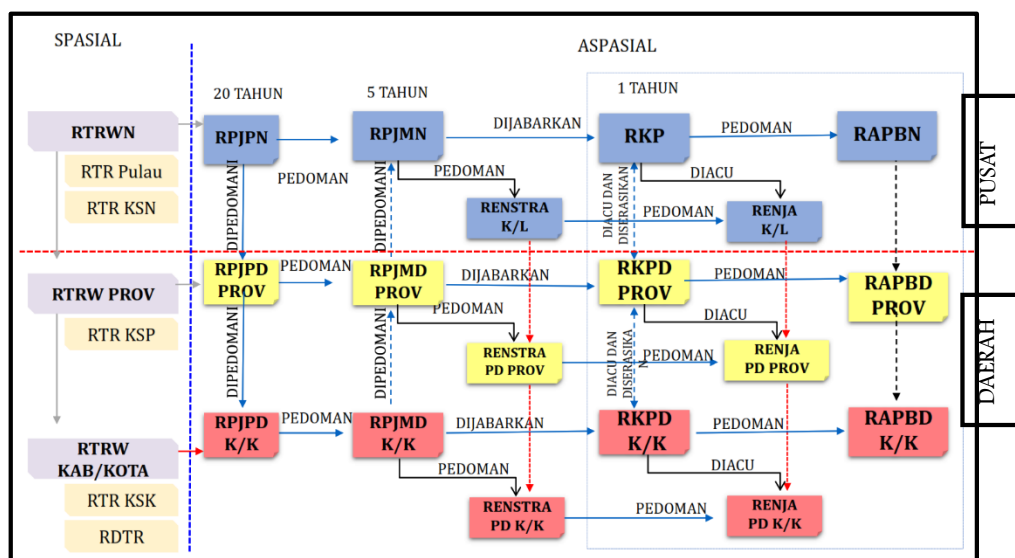 SPASIAL
ASPASIAL
20 TAHUN
5 TAHUN
1 TAHUN
RTRWN
RPJPN
RPJMN
DIJABARKAN
RKP
PEDOMAN
RAPBN
PUSAT
RTR Pulau
RTR KSN
DIPEDOMANI
PEDOMAN
DIPEDOMANI
PEDOMAN
RENSTRA
K/L
PEDOMAN
DIACU DAN
DISERASIKAN
DIACU
RENJA
K/L
RTRW PROV
RTR KSP
RPJPD
PROV
PEDOMAN
RPJMD
PROV
DIJABARKAN
RKPD
PROV
PEDOMAN
RAPBD
PROV
DAERAH
DIPEDOMANI
DIPEDOMANI
PEDOMAN
RENSTRA
PD PROV
PEDOMAN
DIACU DAN
DISERASIKA
N
DIACU
RENJA
PD PROV
RTRW
KAB/KOTA
RTR KSK
RDTR
RPJPD
K/K
PEDOMAN
RPJMD
K/K
DIJABARKAN
RKPD
K/K
PEDOMAN
RAPBD
K/K
PEDOMAN
RENSTRA
PD K/K
PEDOMAN
DIACU
RENJA
PD K/K